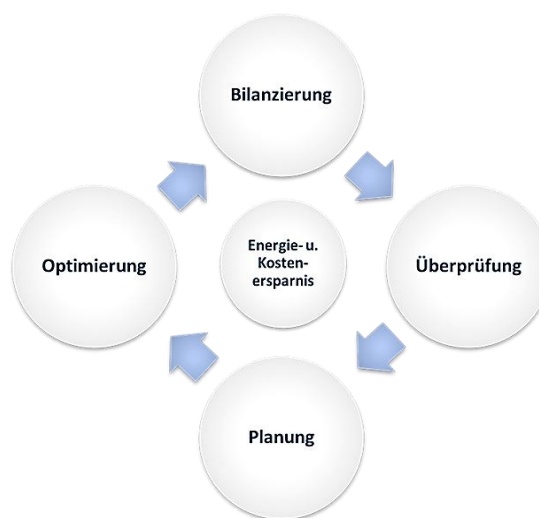 Bilanzierung
Optimierung
Energie- u.
Kosten-
ersparnis
Überprüfung
Planung